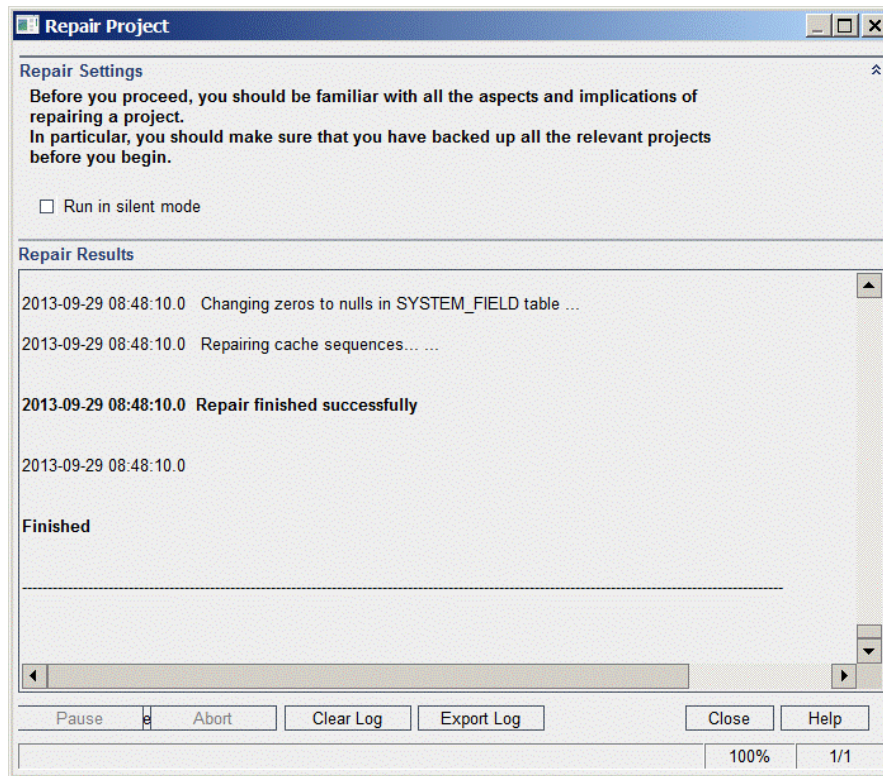 Repair Project
Repair Settings
Before you proceed, you should be familiar with all the aspects and implications of
repairing a project.
In particular, you should make sure that you have backed up all the relevant projects
before you begin.
Run in silent mode
Repair Results
2013-09-29 08:48:10.0 Changing zeros to nulls in SYSTEM_FIELD table ...
2013-09-29 08:48:10.0 Repairing cache sequences... ...
2013-09-29 08:48:10.0 Repair finished successfully
2013-09-29 08:48:10.0
Finished
--------------------------------------------------------------------------------
Pause e Abort Clear Log Export Log Close Help
100% 1/1